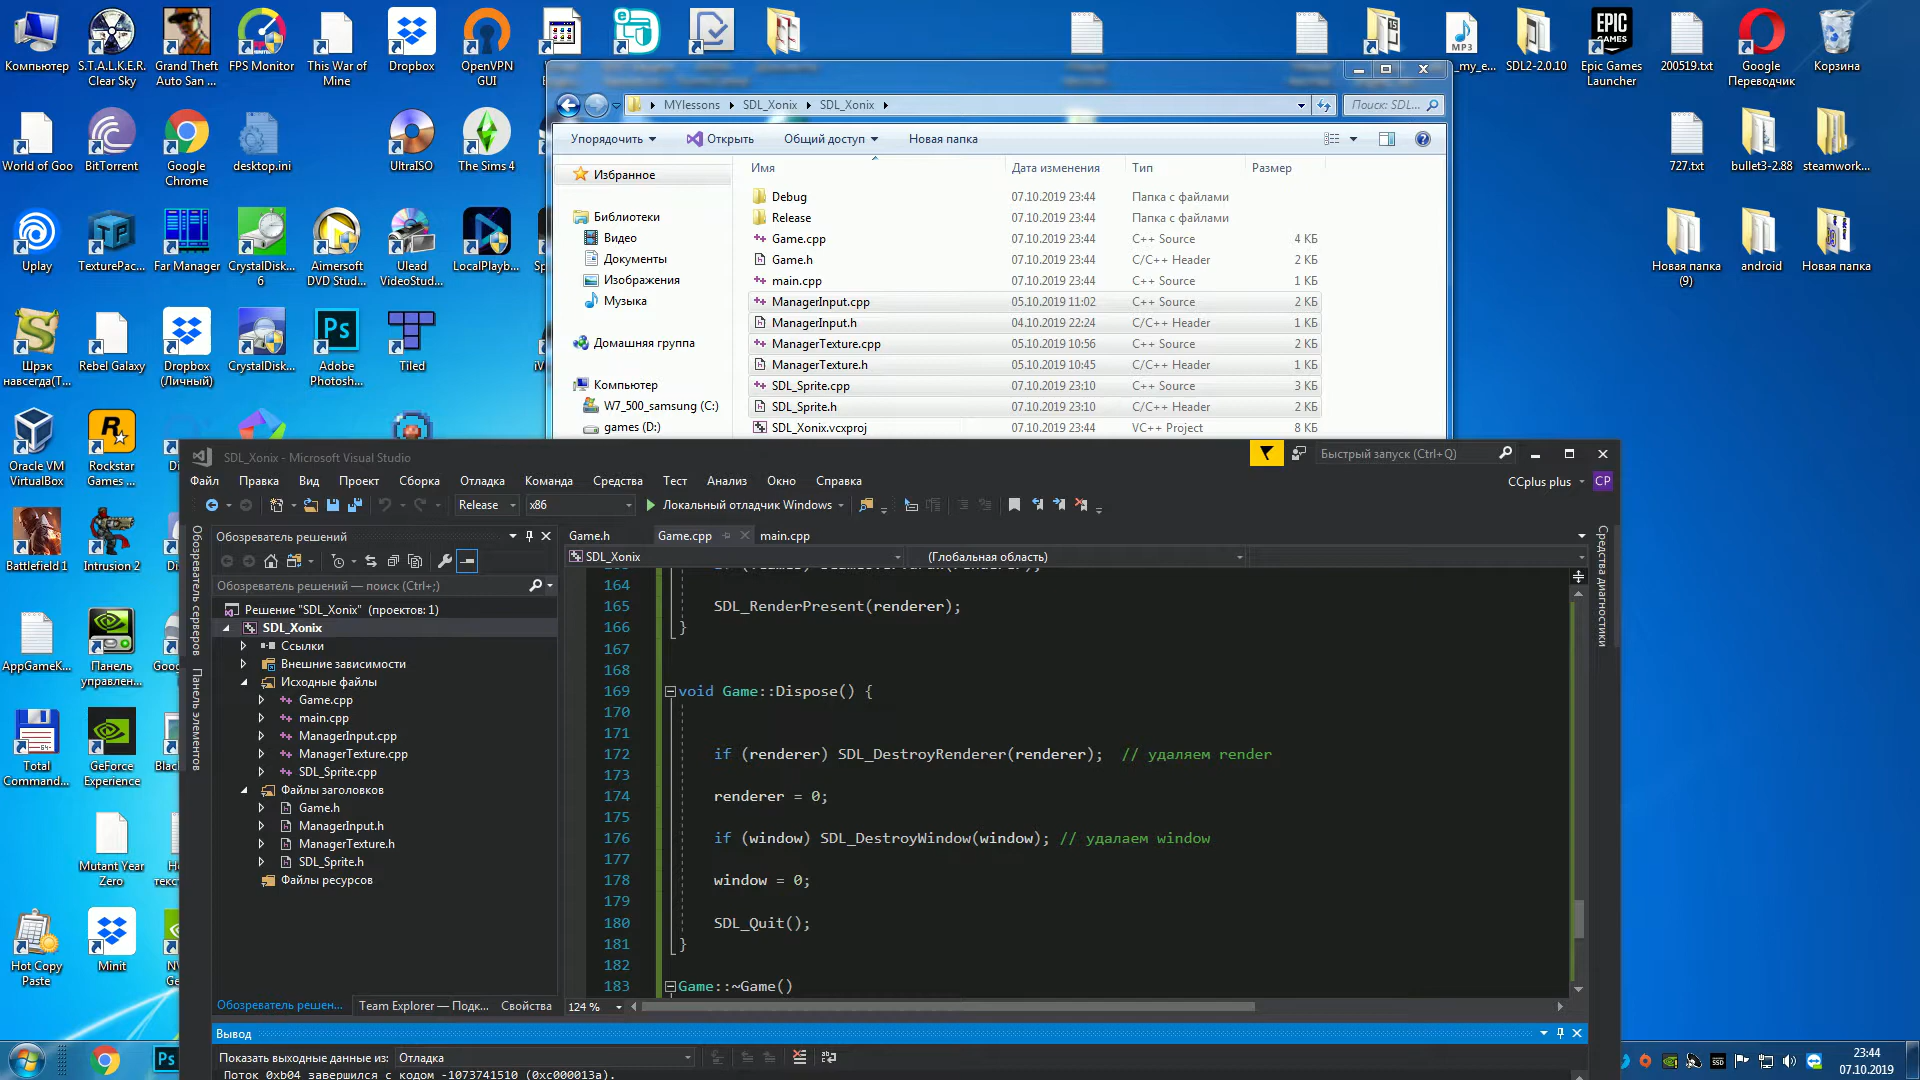 Компьютер
S.T.A.L.K.E.R. Clear Sky
Grand Theft Auto San ...
FPS Monitor
This War of Mine
Dropbox
OpenVPN GUI
_my_e...
SDL2-2.0.10
Epic Games Launcher
200519.txt
Google Переводчик
Корзина
World of Goo
BitTorrent
Google Chrome
desktop.ini
UltraISO
The Sims 4
727.txt
bullet3-2.88
steamwork...
Uplay
TexturePac...
Far Manager
CrystalDisk... 6
Aimersoft DVD Stud...
Ulead VideoStud...
LocalPlayb...
Новая папка (9)
android
Новая папка
Шрэк навсегда(Т...
Rebel Galaxy
Dropbox (Личный)
CrystalDisk...
Adobe Photosh...
Tiled
Oracle VM VirtualBox
Rockstar Games ...
Battlefield 1
Intrusion 2
AppGameK...
Панель управлен...
Total Command...
GeForce Experience
Mutant Year Zero
Hot Copy Paste
Minit
MYlessons
SDL_Xonix
SDL_Xonix
Поиск: SDL...
Упорядочить
Открыть
Общий доступ
Новая папка
Избранное
Библиотеки
Видео
Документы
Изображения
Музыка
Домашняя группа
Компьютер
W7_500_samsung (C:)
games (D:)
Имя Дата изменения Тип Размер
Debug 07.10.2019 23:44 Папка с файлами
Release 07.10.2019 23:44 Папка с файлами
Game.cpp 07.10.2019 23:44 C++ Source 4 КБ
Game.h 07.10.2019 23:44 C/C++ Header 2 КБ
main.cpp 07.10.2019 23:44 C++ Source 1 КБ
ManagerInput.cpp 05.10.2019 11:02 C++ Source 2 КБ
ManagerInput.h 04.10.2019 22:24 C/C++ Header 1 КБ
ManagerTexture.cpp 05.10.2019 10:56 C++ Source 2 КБ
ManagerTexture.h 05.10.2019 10:45 C/C++ Header 1 КБ
SDL_Sprite.cpp 07.10.2019 23:10 C++ Source 3 КБ
SDL_Sprite.h 07.10.2019 23:10 C/C++ Header 2 КБ
SDL_Xonix.vcxproj 07.10.2019 23:44 VC++ Project 8 КБ
SDL_Xonix - Microsoft Visual Studio
Быстрый запуск (Ctrl+Q)
Файл Правка Вид Проект Сборка Отладка Команда Средства Тест Анализ Окно Справка
CCplus plus CP
Release x86 Локальный отладчик Windows
Обозреватель серверов
Панель элементов
Обозреватель решений
Обозреватель решений — поиск (Ctrl+;)
Решение "SDL_Xonix" (проектов: 1)
SDL_Xonix
Ссылки
Внешние зависимости
Исходные файлы
Game.cpp
main.cpp
ManagerInput.cpp
ManagerTexture.cpp
SDL_Sprite.cpp
Файлы заголовков
Game.h
ManagerInput.h
ManagerTexture.h
SDL_Sprite.h
Файлы ресурсов
Обозреватель решен... Team Explorer — Подк... Свойства
Game.h Game.cpp main.cpp
SDL_Xonix (Глобальная область)
164
165 SDL_RenderPresent(renderer);
166 }
167
168
169 void Game::Dispose() {
170
171
172 if (renderer) SDL_DestroyRenderer(renderer); // удаляем render
173
174 renderer = 0;
175
176 if (window) SDL_DestroyWindow(window); // удалаем window
177
178 window = 0;
179
180 SDL_Quit();
181 }
182
183 Game::~Game()
124 %
Средства диагностики
Вывод
Показать выходные данные из: Отладка
Поток 0xb04 завершился с кодом -1073741510 (0xc000013a).
23:44
07.10.2019